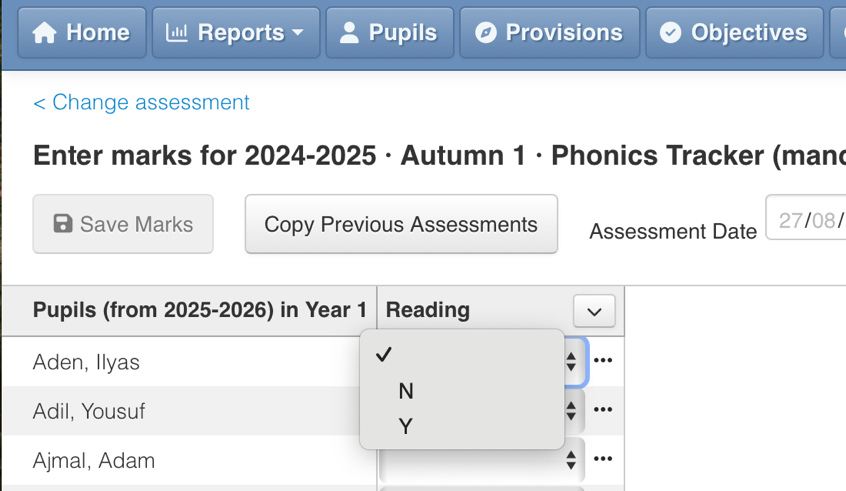 Home Reports Pupils Provisions Objectives
< Change assessment
Enter marks for 2024-2025 · Autumn 1 · Phonics Tracker
Save Marks Copy Previous Assessments Assessment Date 27/08/
Pupils (from 2025-2026) in Year 1 Reading
Aden, Ilyas
N
Adil, Yousuf
Y
Ajmal, Adam